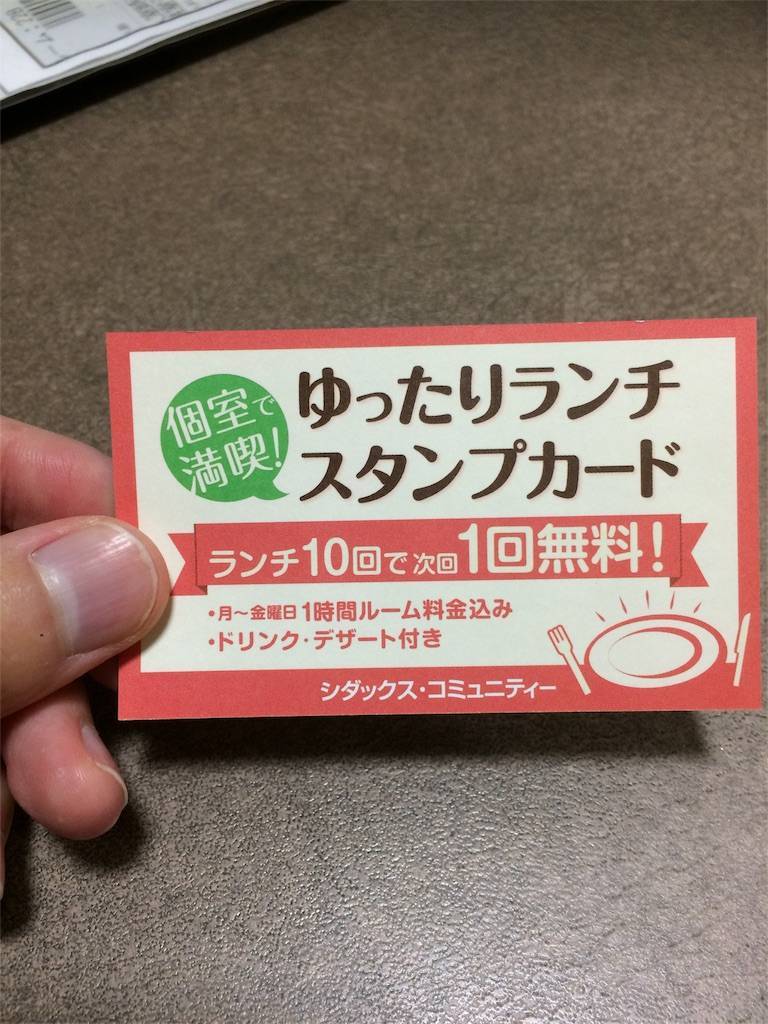 個室で
満喫!
ゆったりランチ
スタンプカード
ランチ10回で次回1回無料!
・月〜金曜日1時間ルーム料金込み
・ドリンク・デザート付き
シダックス・コミュニティー